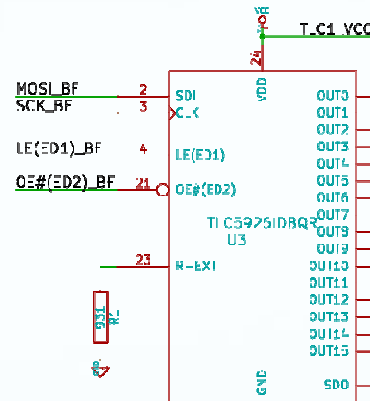 T_C1_VCC
24
VDD
MOSI_BF 2 SDI OUT0
SCK_BF 3 CLK OUT1
OUT2
LE(ED1)_BF 4 LE(ED1) OUT3
OUT4
OE#(ED2)_BF 21 OE#(ED2) OUT5
OUT6
OUT7
OUT8
U3
OUT9
23 R-EXT OUT10
OUT11
OUT12
931 OUT13
OUT14
OUT15
GND SDO